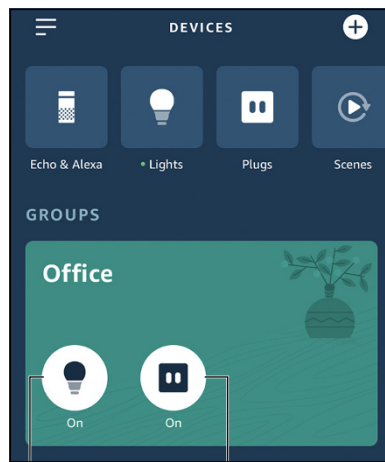 DEVICES
Echo & Alexa
• Lights
Plugs
Scenes
GROUPS
Office
On
On